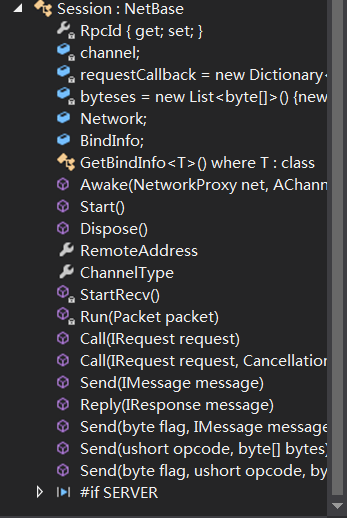 Session : NetBase
RpcId { get; set; }
channel;
requestCallback = new Dictionary<
byteses = new List<byte[]>() {new
Network;
BindInfo;
GetBindInfo<T>() where T : class
Awake(NetworkProxy net, AChann
Start()
Dispose()
RemoteAddress
ChannelType
StartRecv()
Run(Packet packet)
Call(IRequest request)
Call(IRequest request, Cancellation
Send(IMessage message)
Reply(IResponse message)
Send(byte flag, IMessage message
Send(ushort opcode, byte[] bytes)
Send(byte flag, ushort opcode, by
#if SERVER